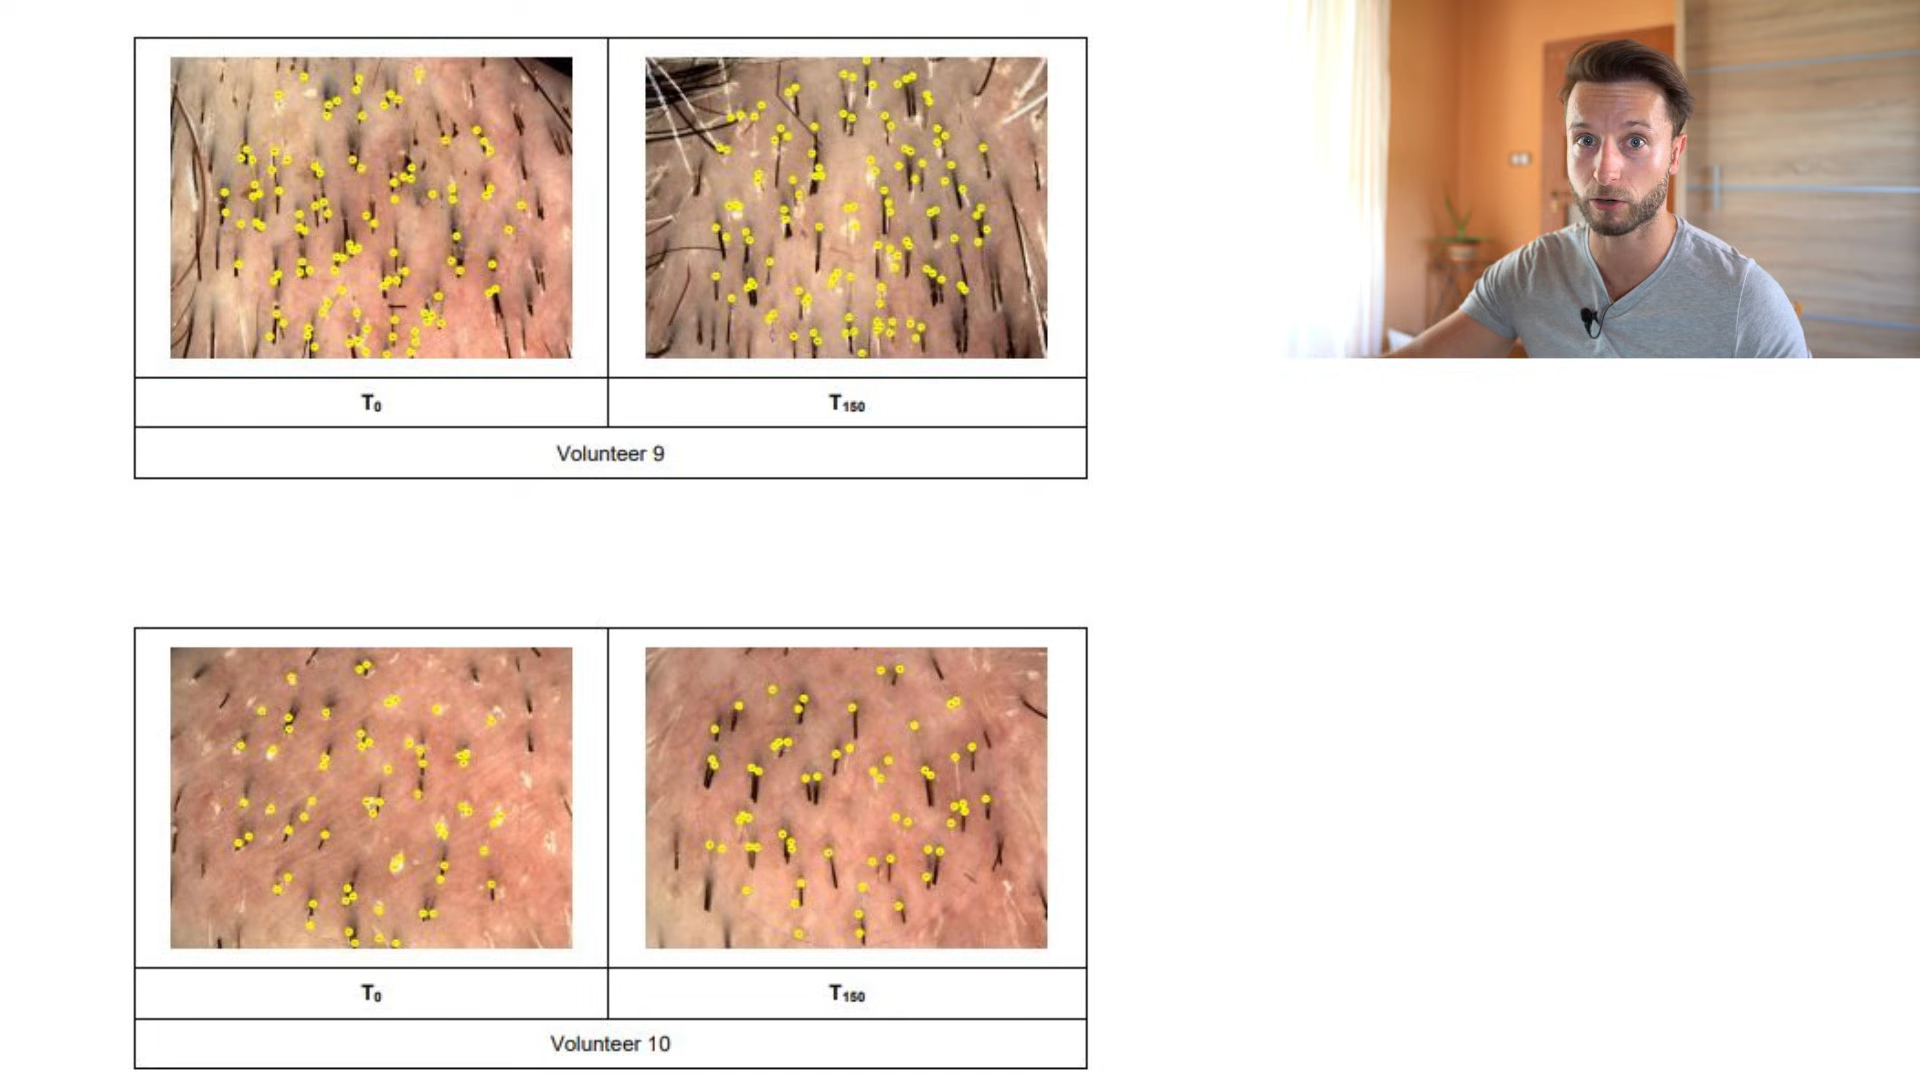 T₀ T₁₅₀
Volunteer 9
T₀ T₁₅₀
Volunteer 10